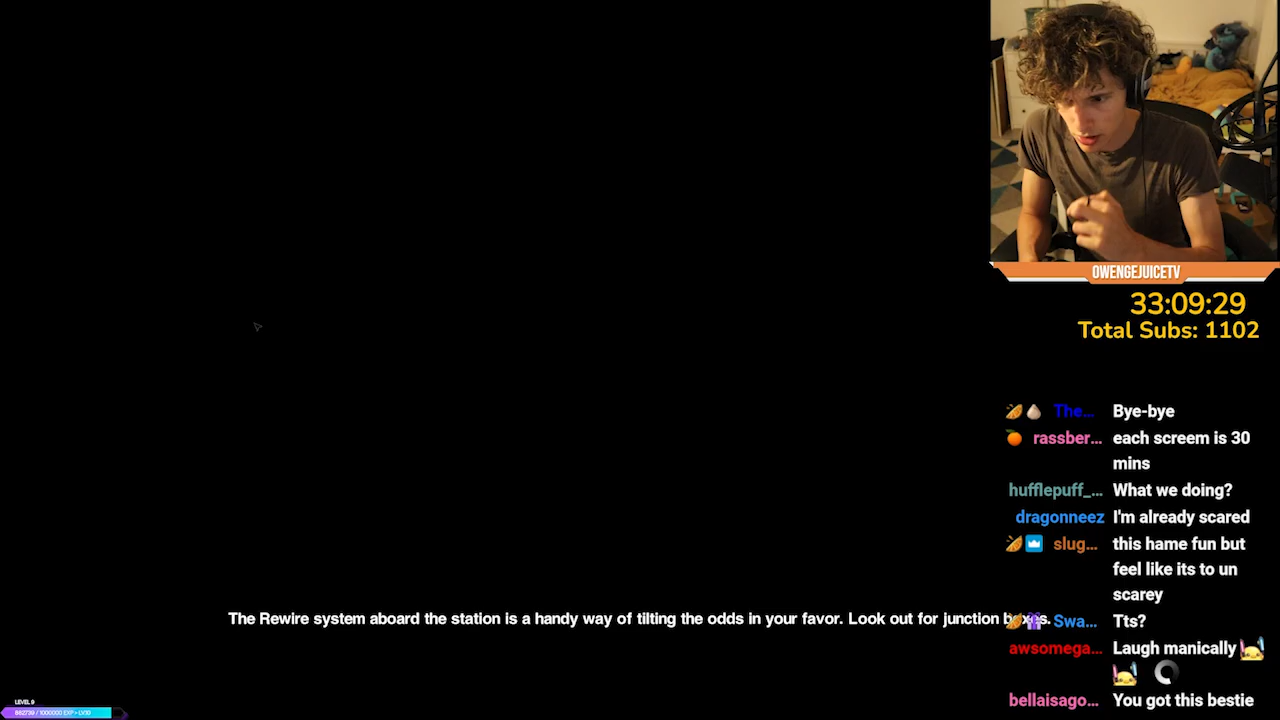 OWENGEJUICETV
33:09:29
Total Subs: 1102
The... Bye-bye
rassber... each screem is 30
mins
hufflepuff_... What we doing?
dragonneez I'm already scared
slug... this hame fun but
feel like its to un
scarey
The Rewire system aboard the station is a handy way of tilting the odds in your favor. Look out for junction boxes.
Swa... Tts?
awsomega... Laugh manically
bellaisago... You got this bestie
LEVEL 9